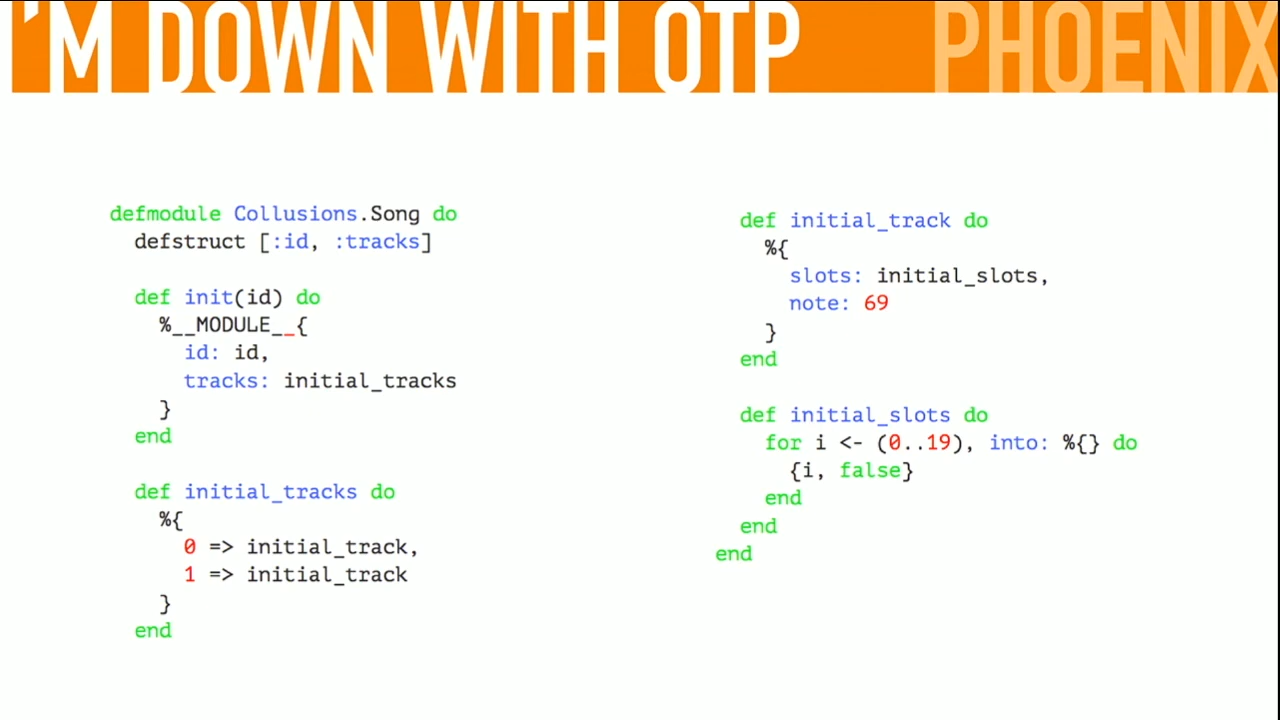 I'M DOWN WITH OTP
PHOENIX
defmodule Collusions.Song do
defstruct [:id, :tracks]
def init(id) do
%__MODULE__{
id: id,
tracks: initial_tracks
}
end
def initial_tracks do
%{
0 => initial_track,
1 => initial_track
}
end
def initial_track do
%{
slots: initial_slots,
note: 69
}
end
def initial_slots do
for i <- (0..19), into: %{} do
{i, false}
end
end
end